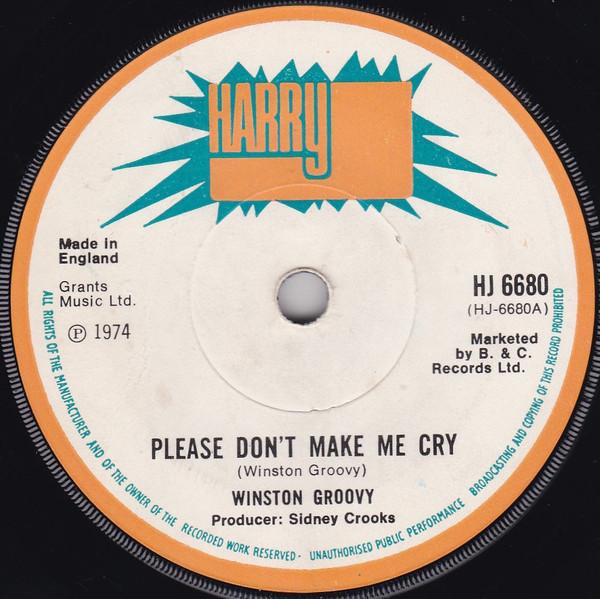 HARRY
Made in
England
Grants
Music Ltd.
Ⓟ 1974
HJ 6680
(HJ-6680A)
Marketed
by B. & C.
Records Ltd.
PLEASE DON'T MAKE ME CRY
(Winston Groovy)
WINSTON GROOVY
Producer: Sidney Crooks
ALL RIGHTS OF THE MANUFACTURER AND OF THE OWNER OF THE RECORDED WORK RESERVED - UNAUTHORISED PUBLIC PERFORMANCE BROADCASTING AND COPYING OF THIS RECORD PROHIBITED